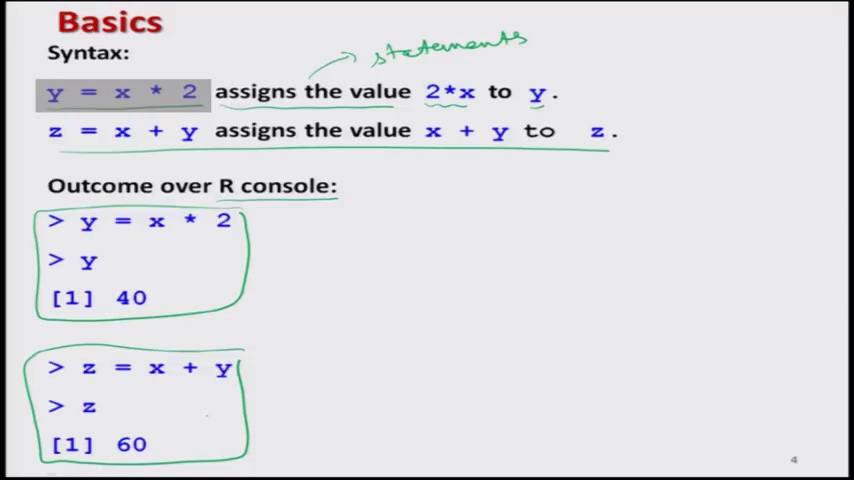 Basics
Syntax:
statements
y = x * 2 assigns the value 2*x to y.
z = x + y assigns the value x + y to z.
Outcome over R console:
> y = x * 2
> y
[1] 40
> z = x + y
> z
[1] 60
4